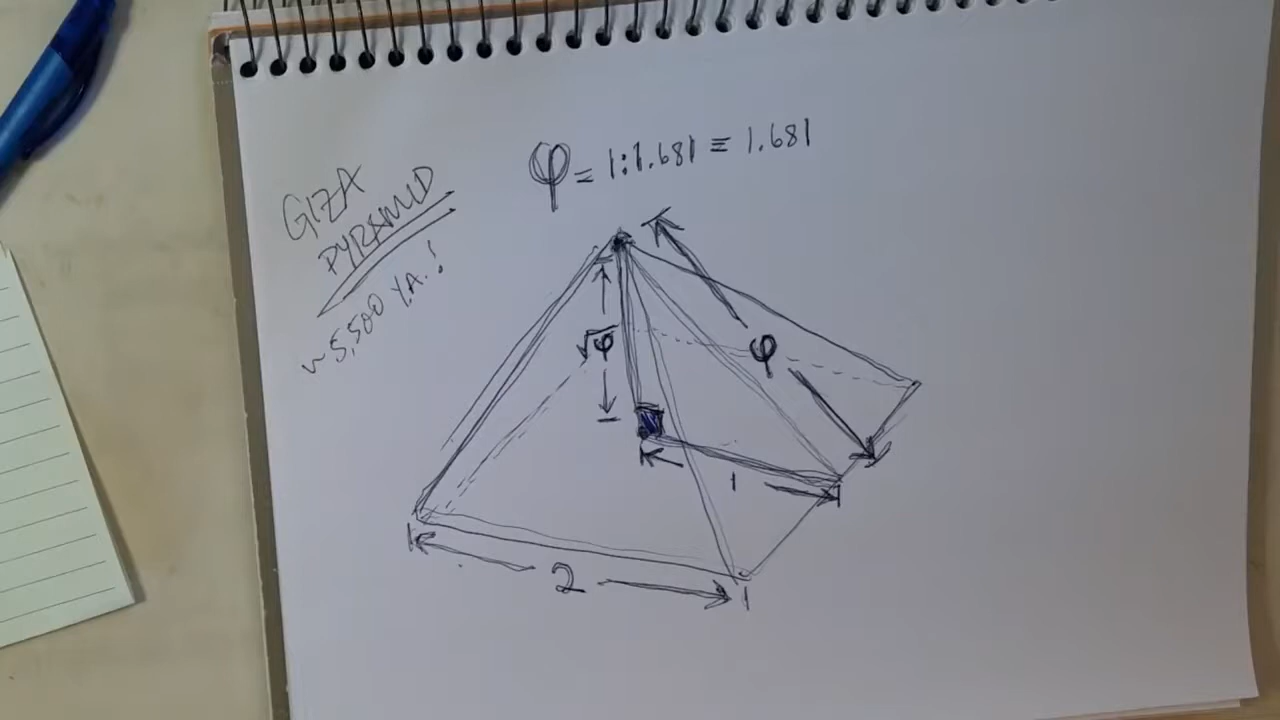 φ = 1:1.681 ≡ 1.681
GIZA
PYRAMID
~5,500 Y.A.!
√φ
φ
1
2